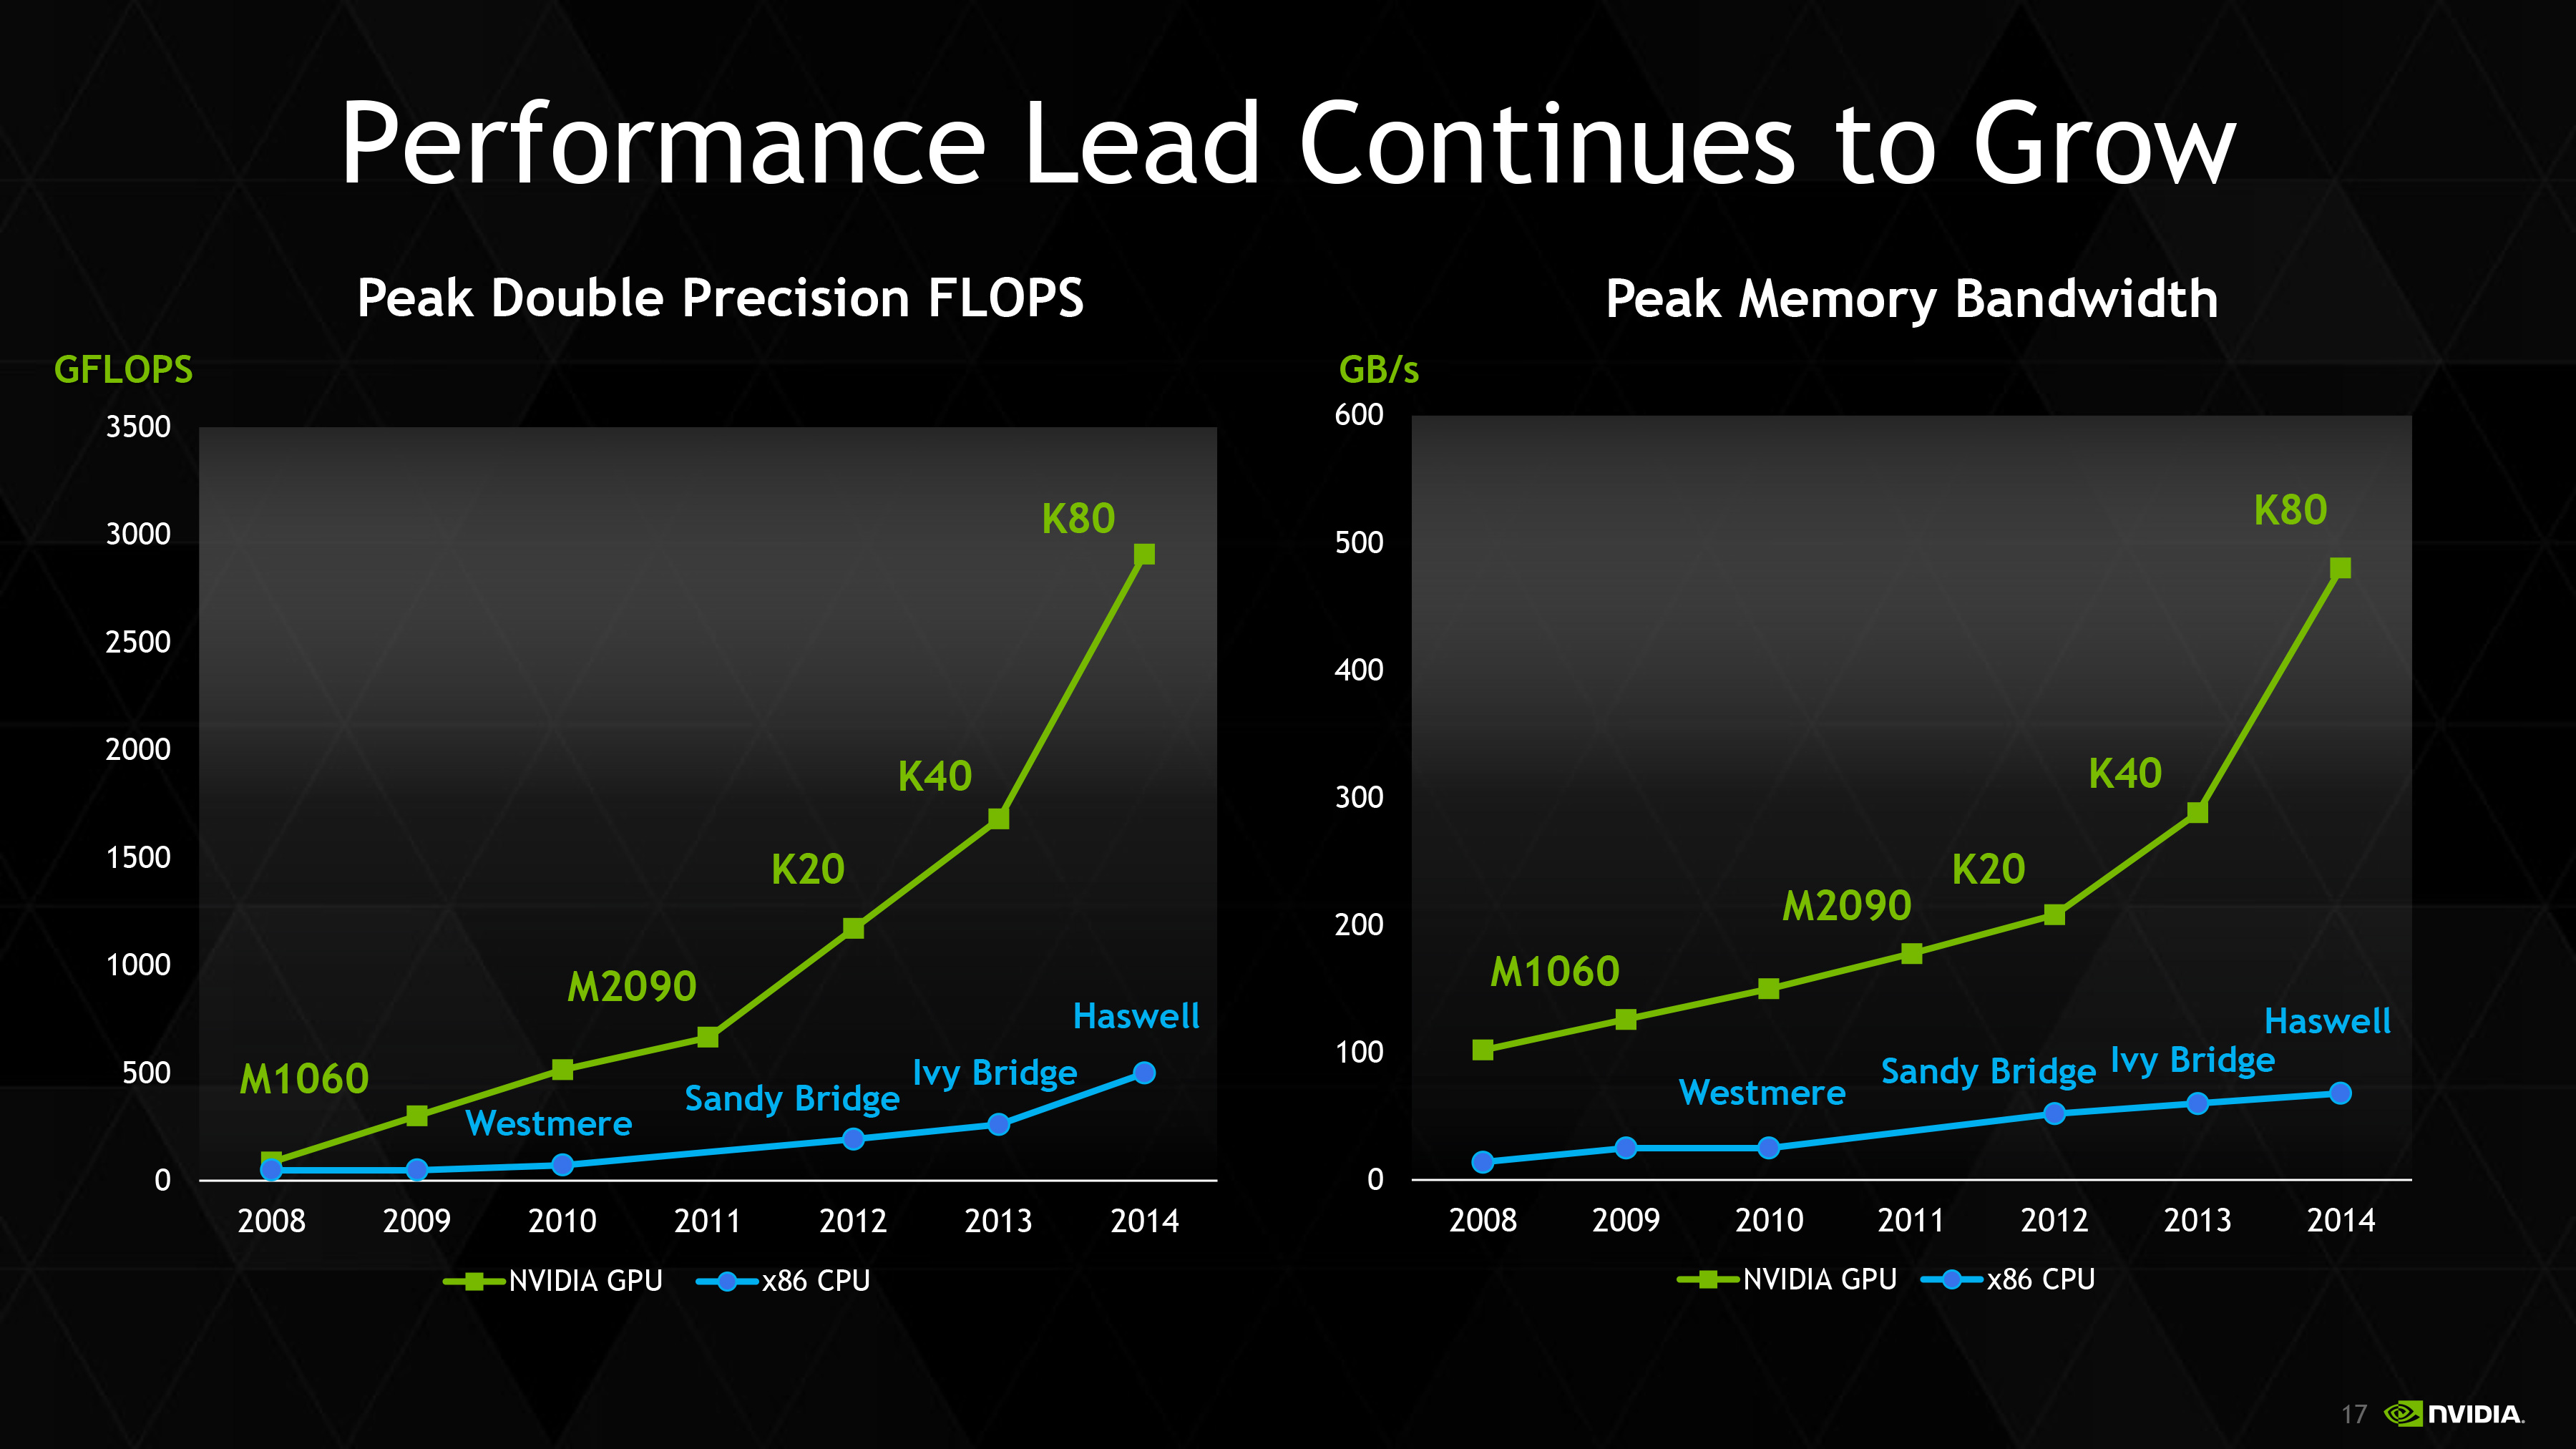 Performance Lead Continues to Grow
Peak Double Precision FLOPS
GFLOPS
3500
3000
2500
2000
1500
1000
500
0
K80
K40
K20
M2090
M1060
Haswell
Ivy Bridge
Sandy Bridge
Westmere
2008 2009 2010 2011 2012 2013 2014
NVIDIA GPU x86 CPU
Peak Memory Bandwidth
GB/s
600
500
400
300
200
100
0
K80
K40
K20
M2090
M1060
Haswell
Ivy Bridge
Sandy Bridge
Westmere
2008 2009 2010 2011 2012 2013 2014
NVIDIA GPU x86 CPU
17 NVIDIA.